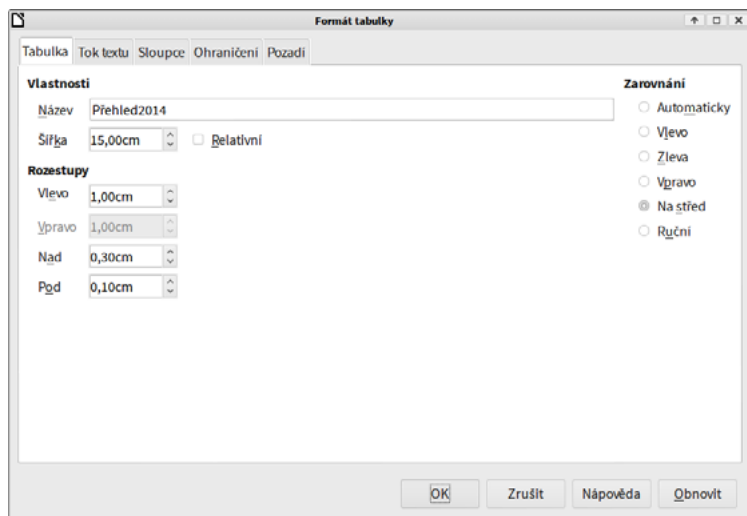 Formát tabulky
Tabulka Tok textu Sloupce Ohraničení Pozadí
Vlastnosti
Název Přehled2014
Šířka 15,00cm Relativní
Rozestupy
Vlevo 1,00cm
Vpravo 1,00cm
Nad 0,30cm
Pod 0,10cm
Zarovnání
Automaticky
Vlevo
Zleva
Vpravo
Na střed
Ruční
OK Zrušit Nápověda Obnovit